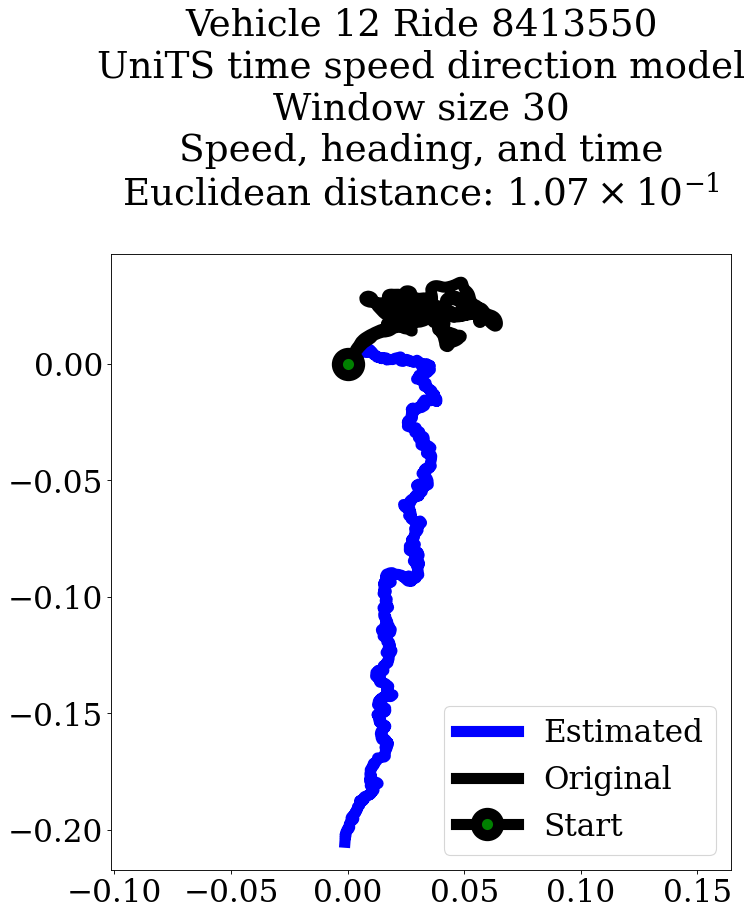 Vehicle 12 Ride 8413550
UniTS time speed direction model
Window size 30
Speed, heading, and time
Euclidean distance: 1.07 × 10⁻¹
0.00
−0.05
−0.10
−0.15
−0.20
Estimated
Original
Start
−0.10 −0.05 0.00 0.05 0.10 0.15